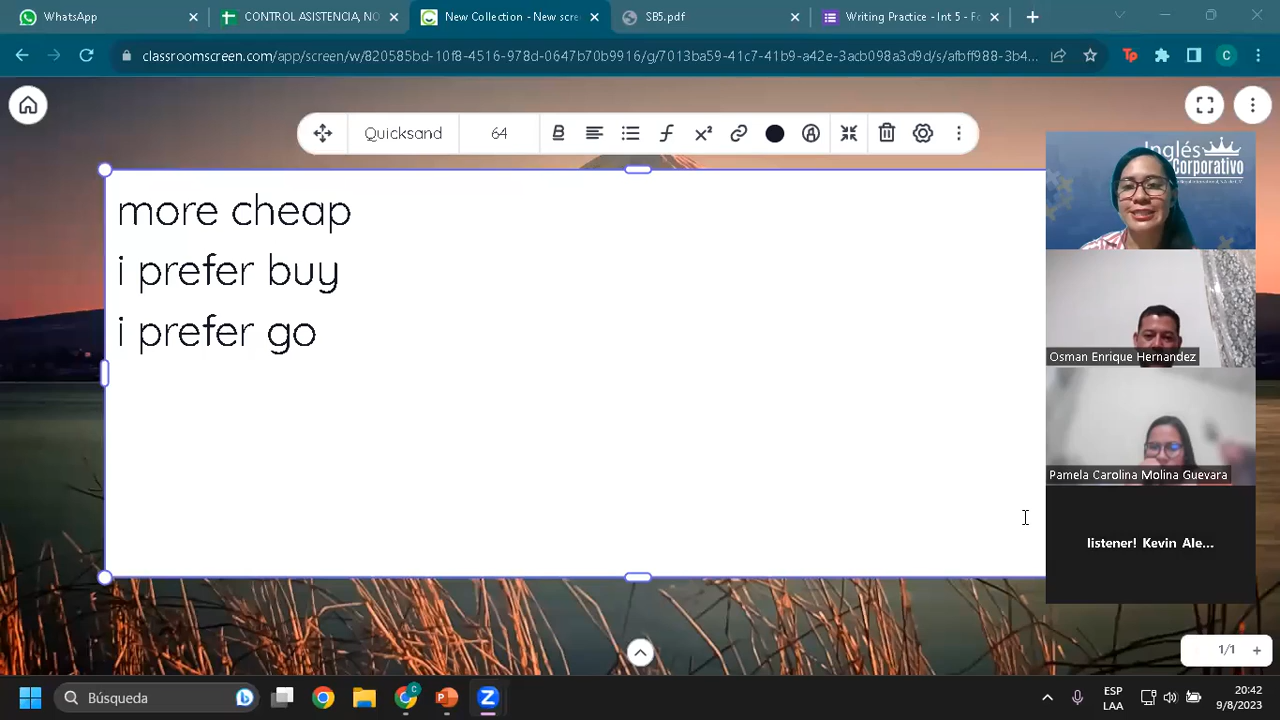 WhatsApp
CONTROL ASISTENCIA, NO
New Collection - New scre
SB5.pdf
Writing Practice - Int 5 - Fo
classroomscreen.com/app/screen/w/820585bd-10f8-4516-978d-0647b70b9916/g/7013ba59-41c7-41b9-a42e-3acb098a3d9d/s/afbff988-3b4...
Quicksand
64
more cheap
i prefer buy
i prefer go
Inglés
Corporativo
Osman Enrique Hernandez
Pamela Carolina Molina Guevara
listener! Kevin Ale...
1/1
Búsqueda
ESP
LAA
20:42
9/8/2023